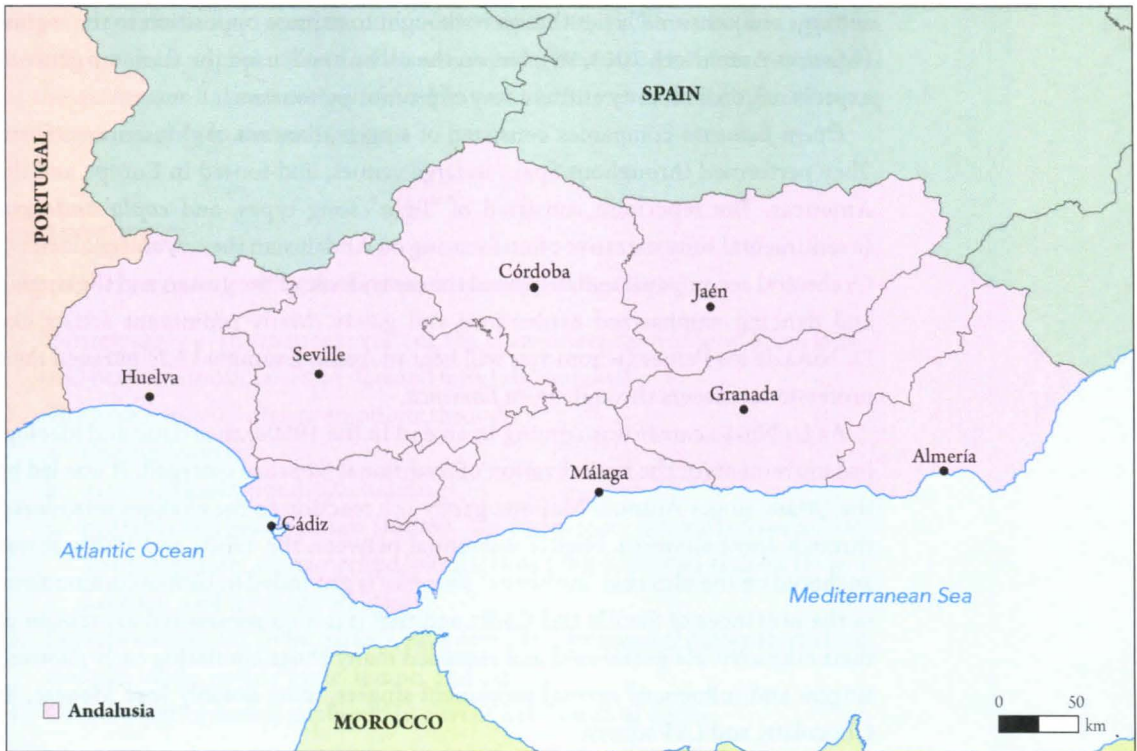 SPAIN
PORTUGAL
Córdoba
Jaén
Seville
Huelva
Granada
Almería
Málaga
Cádiz
Atlantic Ocean
Mediterranean Sea
Andalusia
MOROCCO
0 50
km